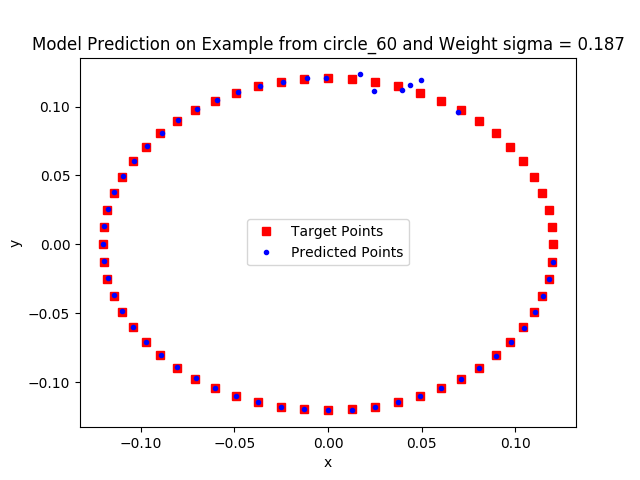 Model Prediction on Example from circle_60 and Weight sigma = 0.187
0.10
0.05
0.00
−0.05
−0.10
y
Target Points
Predicted Points
−0.10 −0.05 0.00 0.05 0.10
x